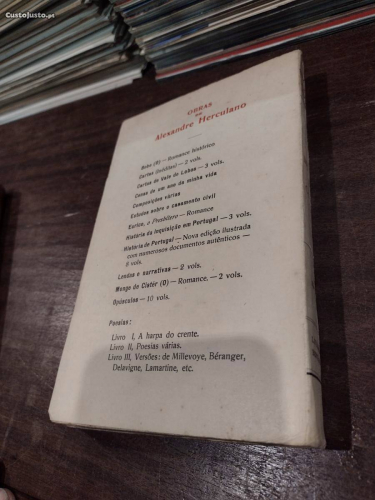 CustoJusto.pt
OBRAS
DE
Alexandre Herculano
Bobo (O) — Romance histórico
Cartas (Inéditas) — 2 vols.
Cartas de Vale de Lobos — 3 vols.
Cenas de um ano da minha vida
Composições várias
Estudos sobre o casamento civil
Eurico, o Presbítero — Romance
História da Inquisição em Portugal — 3 vols.
História de Portugal — Nova edição ilustrada
com numerosos documentos autênticos —
8 vols.
Lendas e narrativas — 2 vols.
Monge de Cistér (O) — Romance. — 2 vols.
Opúsculos — 10 vols.
Poesias:
Livro I, A harpa do crente.
Livro II, Poesias várias.
Livro III, Versões: de Millevoye, Béranger,
Delavigne, Lamartine, etc.